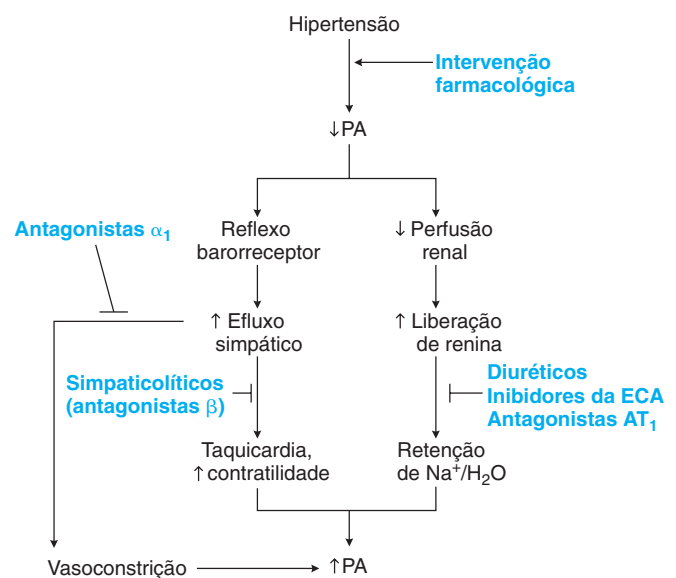 Hipertensão
Intervenção
farmacológica
↓PA
Antagonistas α₁
Reflexo
barorreceptor
↓ Perfusão
renal
↑ Efluxo
simpático
↑ Liberação
de renina
Simpaticolíticos
(antagonistas β)
Diuréticos
Inibidores da ECA
Antagonistas AT₁
Taquicardia,
↑ contratilidade
Retenção
de Na⁺/H₂O
Vasoconstrição
↑PA